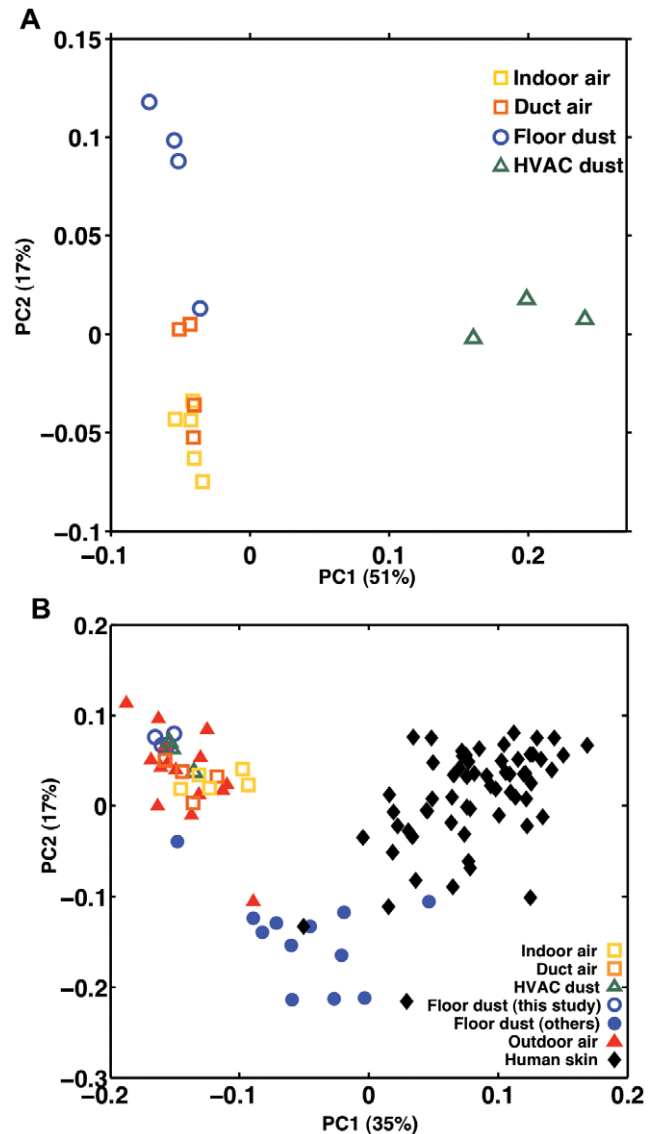 A
0.15
0.1
0.05
0
−0.05
−0.1
PC2 (17%)
Indoor air
Duct air
Floor dust
HVAC dust
−0.1
0
0.1
0.2
PC1 (51%)
B
0.2
0.1
0
−0.1
−0.2
−0.3
PC2 (17%)
Indoor air
Duct air
HVAC dust
Floor dust (this study)
Floor dust (others)
Outdoor air
Human skin
−0.2
−0.1
0
0.1
0.2
PC1 (35%)